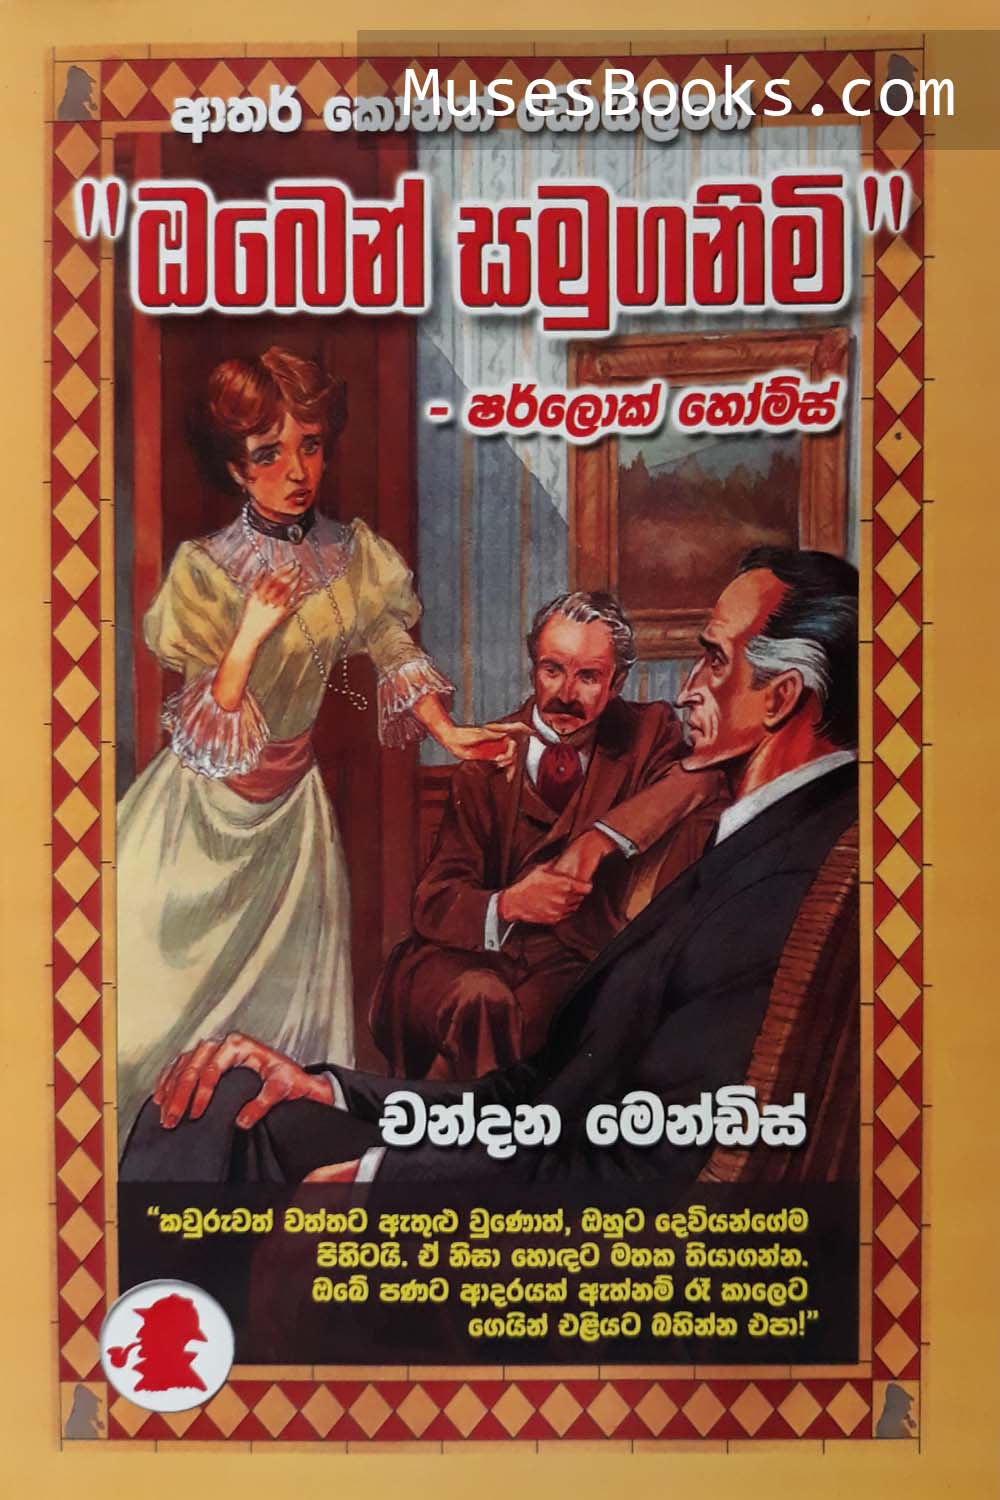 MusesBooks.com
ආතර් කොනන් ඩොයිලගේ
"ඔබෙන් සමුගනිමි"
- ෂර්ලොක් හෝම්ස්
චන්දන මෙන්ඩිස්
“කවුරුවත් වත්තට ඇතුළු වුණොත්, ඔහුට දෙවියන්ගේම
පිහිටයි. ඒ නිසා හොඳට මතක තියාගන්න.
ඔබේ පණට ආදරයක් ඇත්නම් රෑ කාලෙට
ගෙයින් එළියට බහින්න එපා!”